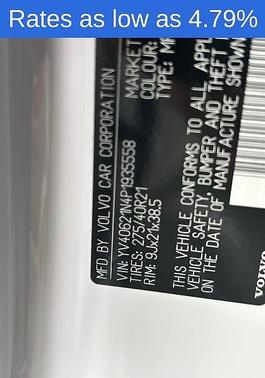 Rates as low as 4.79%
MFD BY VOLVO CAR CORPORATION
VIN: YV4062JN4P1935558
TIRES: 275/40R21
RIM: 9Jx21x38.5
MARKET
COLOUR:
TYPE:
THIS VEHICLE CONFORMS TO ALL APPL
VEHICLE SAFETY, BUMPER AND THEFT
ON THE DATE OF MANUFACTURE SHOWN
VOLVO